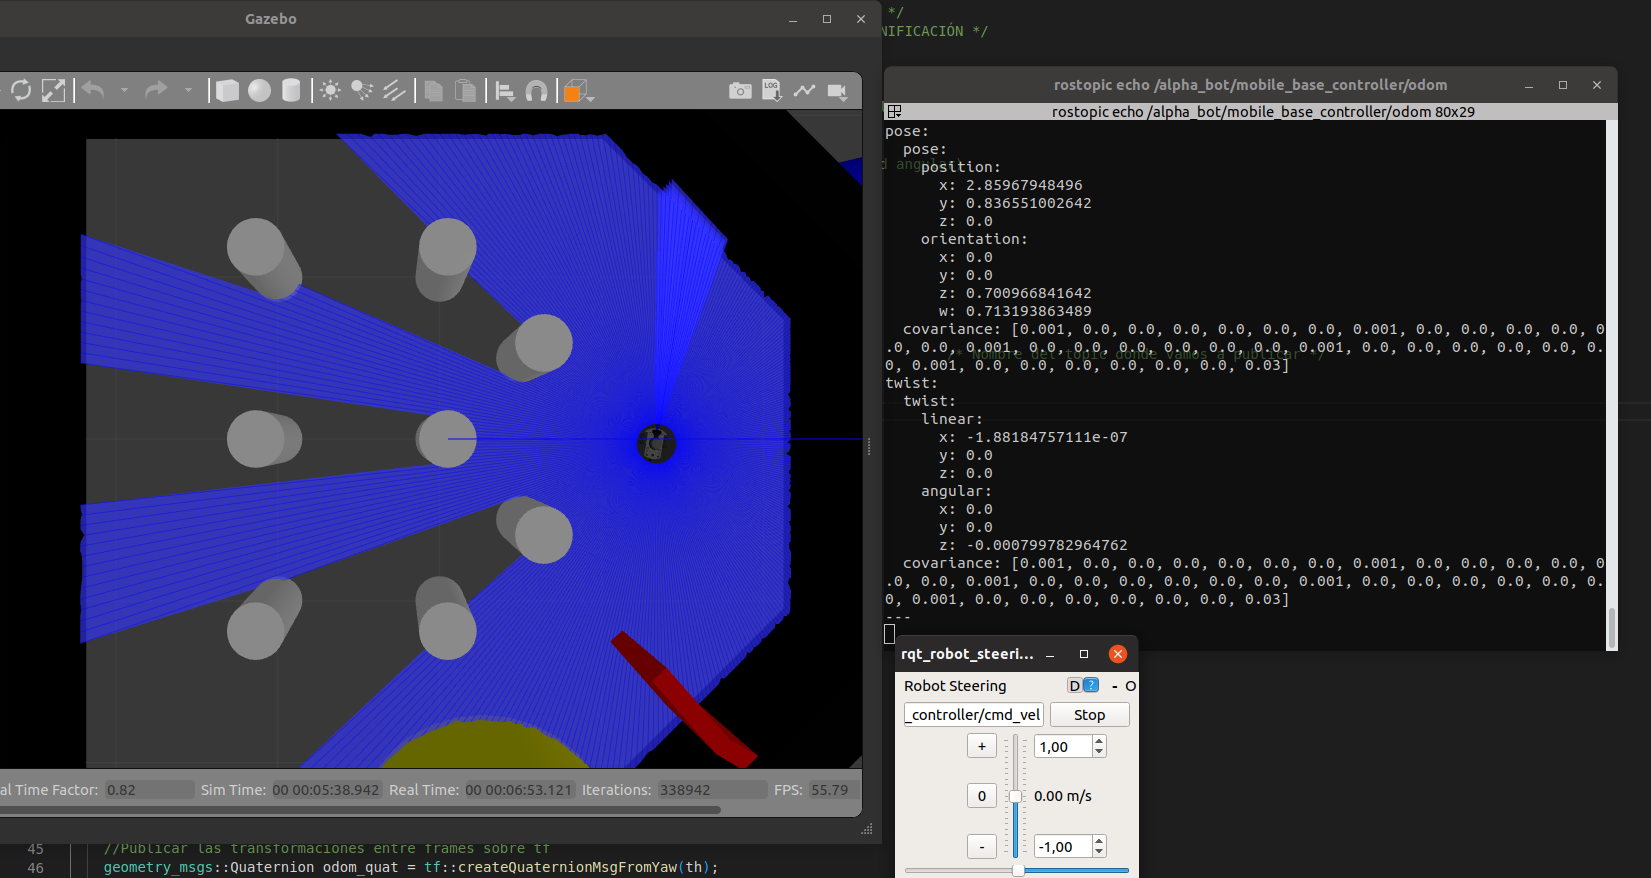 Gazebo
LOG
al Time Factor: 0.82 Sim Time: 00 00:05:38.942 Real Time: 00 00:06:53.121 Iterations: 338942 FPS: 55.79
*/
NIFICACIÓN */
rostopic echo /alpha_bot/mobile_base_controller/odom
rostopic echo /alpha_bot/mobile_base_controller/odom 80x29
pose:
pose:
d angular)
position:
x: 2.85967948496
y: 0.836551002642
z: 0.0
orientation:
x: 0.0
y: 0.0
z: 0.700966841642
w: 0.713193863489
covariance: [0.001, 0.0, 0.0, 0.0, 0.0, 0.0, 0.0, 0.001, 0.0, 0.0, 0.0, 0.0, 0
.0, 0.0, 0.001, 0.0, 0.0, 0.0, 0.0, 0.0, 0.0, 0.001, 0.0, 0.0, 0.0, 0.0, 0.0, 0.
/* Nombre del topic donde vamos a publicar */
0, 0.001, 0.0, 0.0, 0.0, 0.0, 0.0, 0.0, 0.03]
twist:
twist:
linear:
x: -1.88184757111e-07
y: 0.0
z: 0.0
angular:
x: 0.0
y: 0.0
z: -0.000799782964762
covariance: [0.001, 0.0, 0.0, 0.0, 0.0, 0.0, 0.0, 0.001, 0.0, 0.0, 0.0, 0.0, 0
.0, 0.0, 0.001, 0.0, 0.0, 0.0, 0.0, 0.0, 0.0, 0.001, 0.0, 0.0, 0.0, 0.0, 0.0, 0.
0, 0.001, 0.0, 0.0, 0.0, 0.0, 0.0, 0.0, 0.03]
---
rqt_robot_steeri...
Robot Steering D ? - O
_controller/cmd_vel Stop
+ 1,00
0 0.00 m/s
- -1,00
45 //Publicar las transformaciones entre frames sobre tf
46 geometry_msgs::Quaternion odom_quat = tf::createQuaternionMsgFromYaw(th);